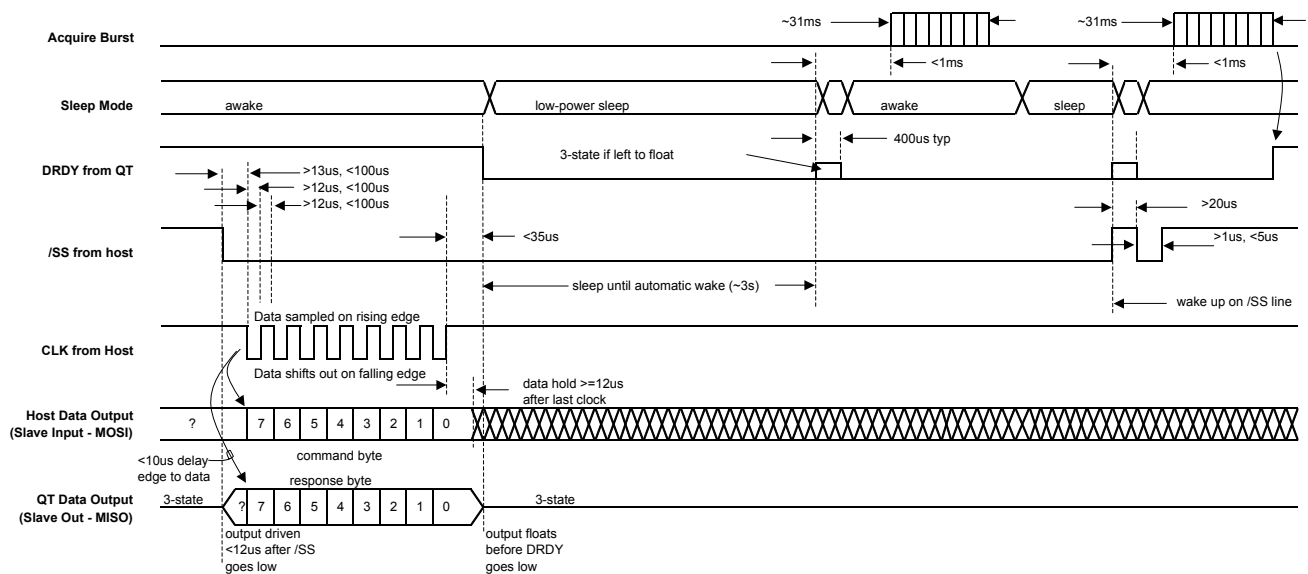 ~31ms
~31ms
Acquire Burst
<1ms
<1ms
Sleep Mode
awake
low-power sleep
awake
sleep
400us typ
3-state if left to float
DRDY from QT
>13us, <100us
>12us, <100us
>12us, <100us
>20us
<35us
>1us, <5us
/SS from host
sleep until automatic wake (~3s)
wake up on /SS line
Data sampled on rising edge
CLK from Host
Data shifts out on falling edge
data hold >=12us
after last clock
Host Data Output
(Slave Input - MOSI)
? 7 6 5 4 3 2 1 0
command byte
<10us delay
edge to data
response byte
QT Data Output
(Slave Out - MISO)
3-state
? 7 6 5 4 3 2 1 0
3-state
output driven
<12us after /SS
goes low
output floats
before DRDY
goes low